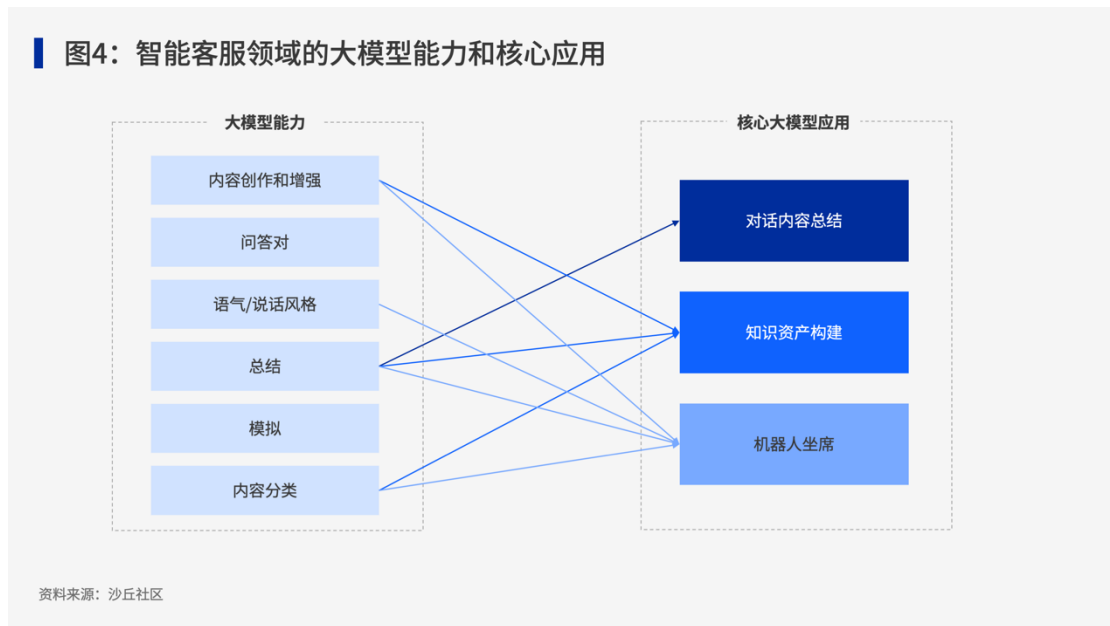 图4：智能客服领域的大模型能力和核心应用
大模型能力
内容创作和增强
问答对
语气/说话风格
总结
模拟
内容分类
核心大模型应用
对话内容总结
知识资产构建
机器人坐席
资料来源：沙丘社区